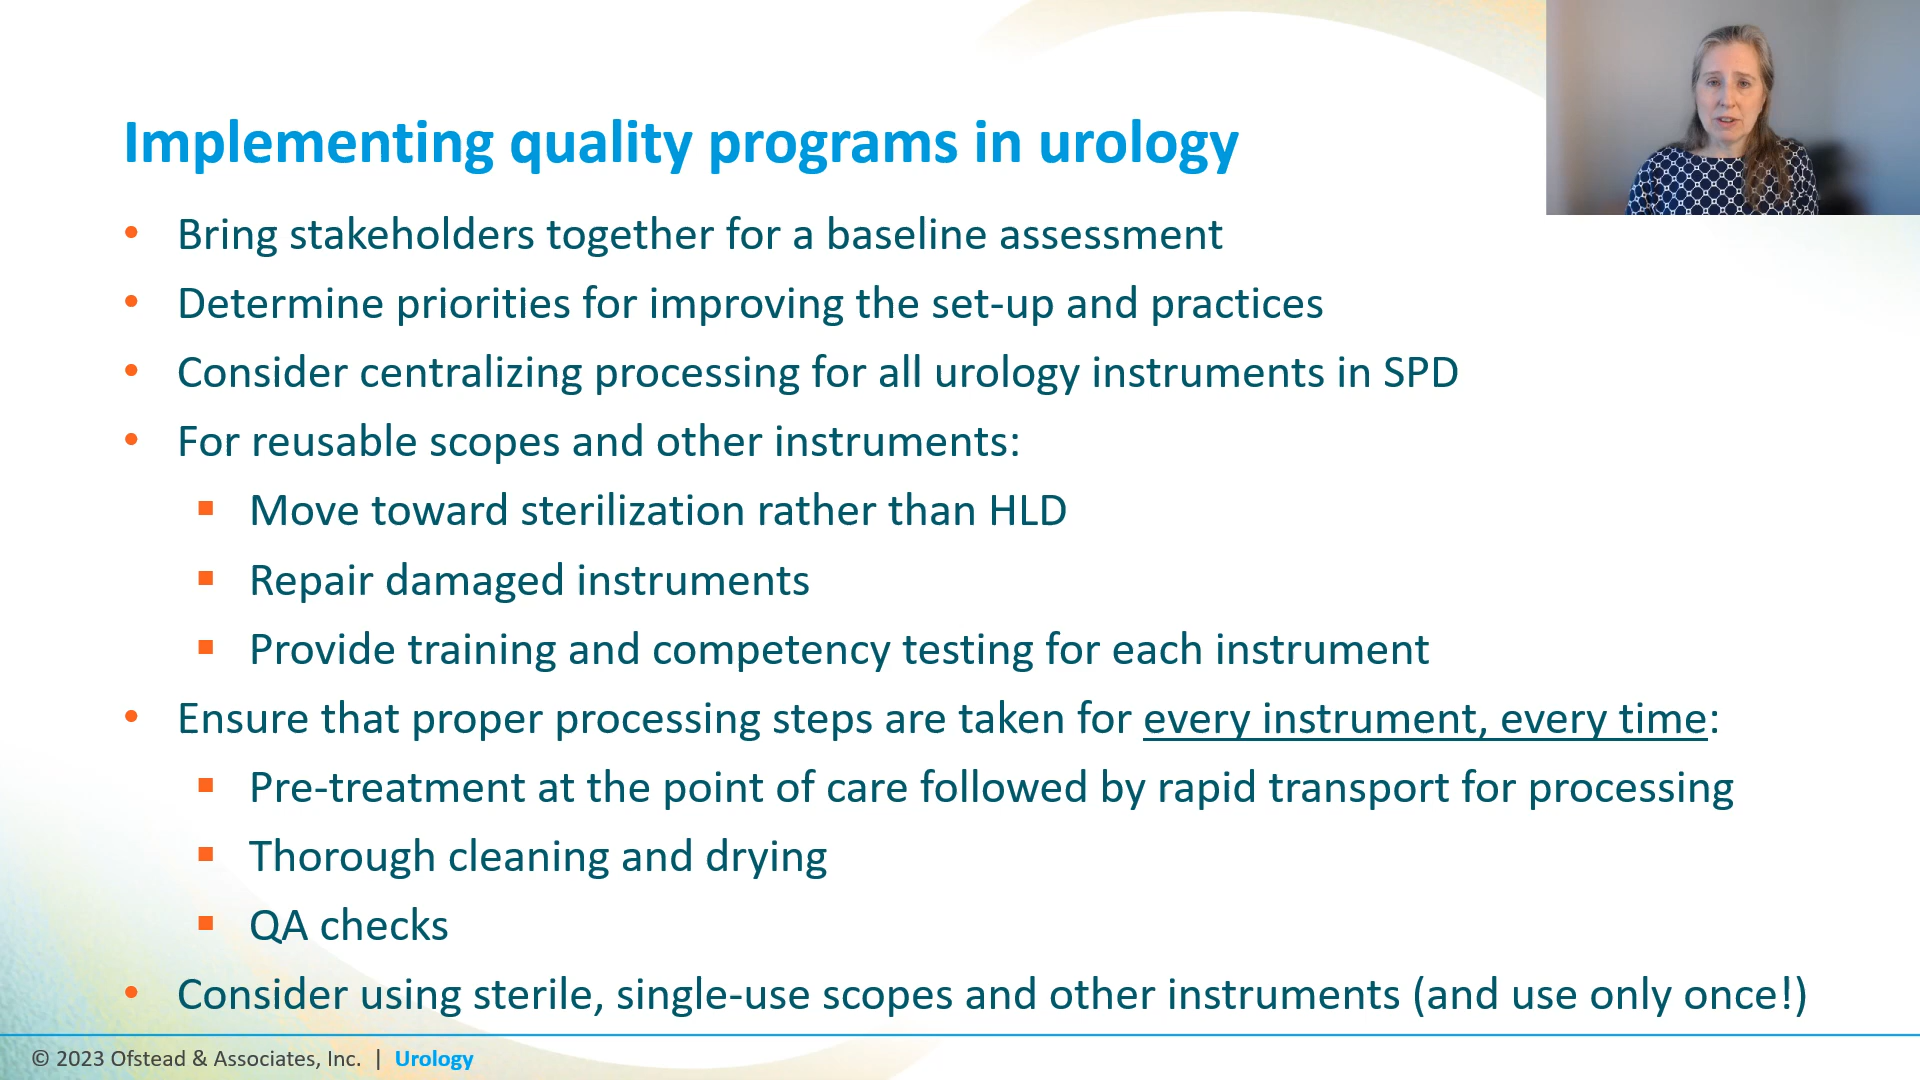 Implementing quality programs in urology
• Bring stakeholders together for a baseline assessment
• Determine priorities for improving the set-up and practices
• Consider centralizing processing for all urology instruments in SPD
• For reusable scopes and other instruments:
▪ Move toward sterilization rather than HLD
▪ Repair damaged instruments
▪ Provide training and competency testing for each instrument
• Ensure that proper processing steps are taken for every instrument, every time:
▪ Pre-treatment at the point of care followed by rapid transport for processing
▪ Thorough cleaning and drying
▪ QA checks
• Consider using sterile, single-use scopes and other instruments (and use only once!)
© 2023 Ofstead & Associates, Inc. | Urology